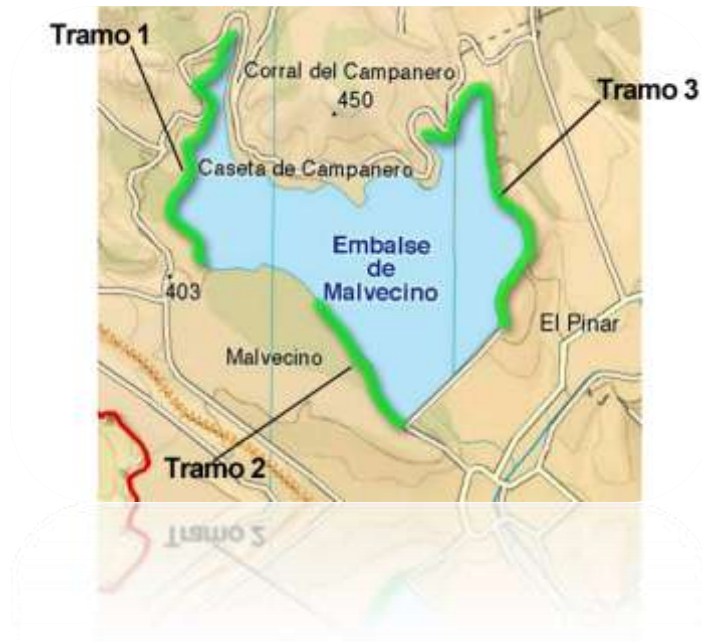 Tramo 1
Corral del Campanero
450
Tramo 3
Caseta de Campanero
Embalse
de
Malvecino
403
El Pinar
Malvecino
Tramo 2
Tramo 2